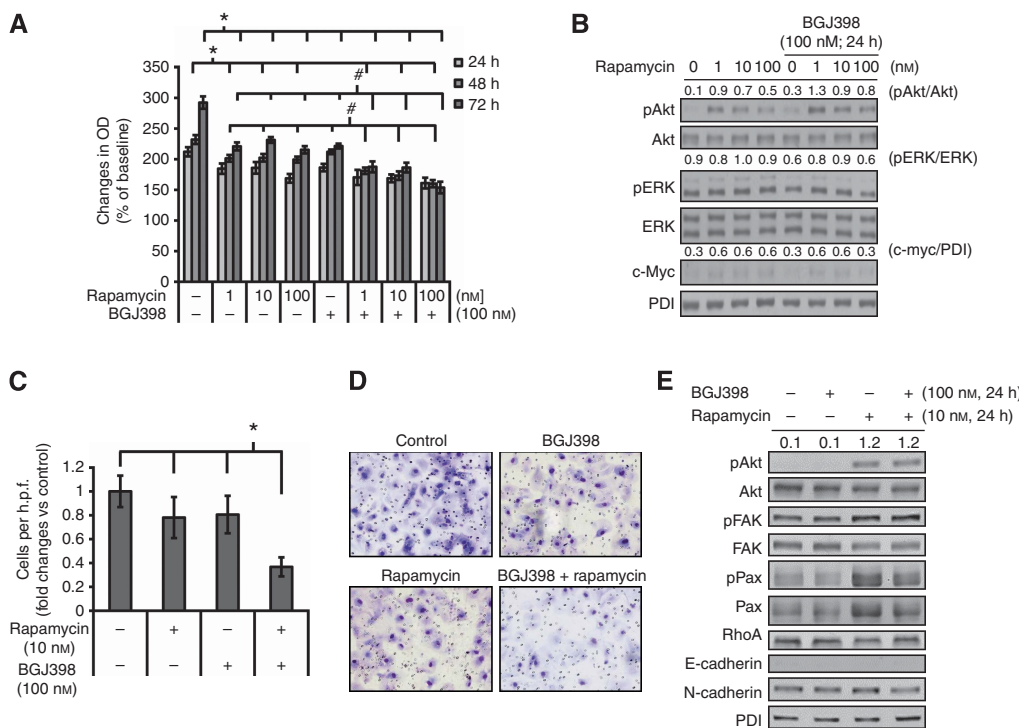 A
*
*
#
#
24 h
48 h
72 h
350
300
250
200
150
100
50
0
Changes in OD
(% of baseline)
Rapamycin – 1 10 100 – 1 10 100 (nM]
BGJ398 – – – – + + + + (100 nM)
B
BGJ398
(100 nM; 24 h)
Rapamycin 0 1 10 100 0 1 10 100 (nM)
0.1 0.9 0.7 0.5 0.3 1.3 0.9 0.8 (pAkt/Akt)
pAkt
Akt
0.9 0.8 1.0 0.9 0.6 0.8 0.9 0.6 (pERK/ERK)
pERK
ERK
0.3 0.6 0.6 0.6 0.3 0.6 0.6 0.3 (c-myc/PDI)
c-Myc
PDI
C
*
1.2
1
0.8
0.6
0.4
0.2
0
Cells per h.p.f.
(fold changes vs control)
Rapamycin – + – +
(10 nM)
BGJ398 – – + +
(100 nM)
D
Control BGJ398
Rapamycin BGJ398 + rapamycin
E
BGJ398 – + – + (100 nM, 24 h)
Rapamycin – – + + (10 nM, 24 h)
0.1 0.1 1.2 1.2
pAkt
Akt
pFAK
FAK
pPax
Pax
RhoA
E-cadherin
N-cadherin
PDI